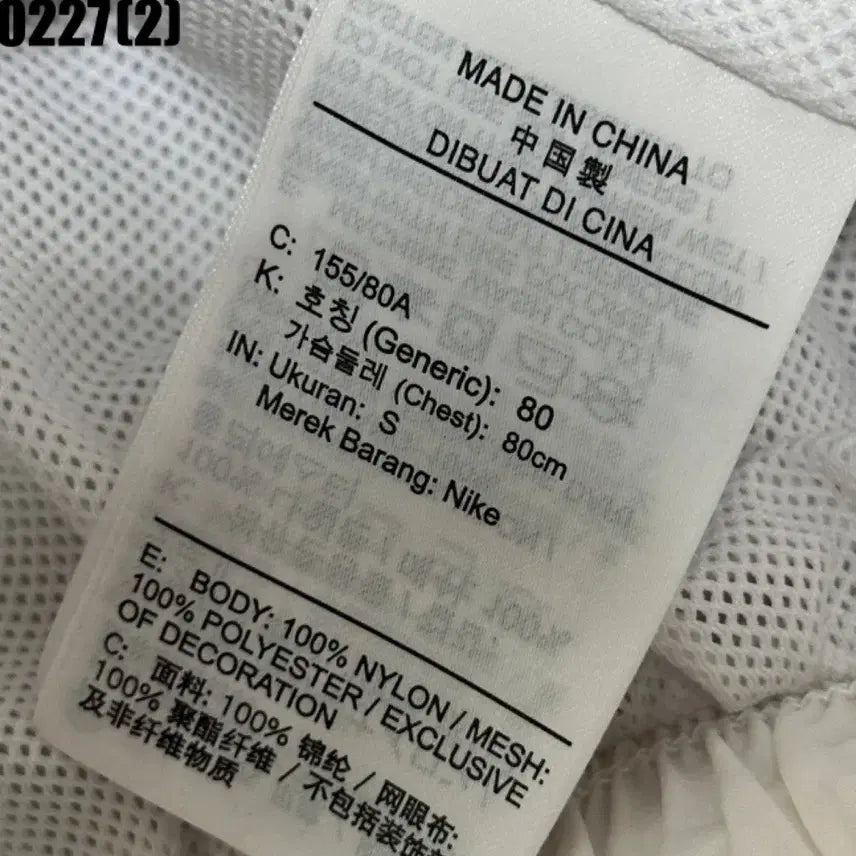 0227(2)
MADE IN CHINA
中国製
DIBUAT DI CINA
C: 155/80A
K: 호칭 (Generic): 80
가슴둘레 (Chest): 80cm
IN: Ukuran: S
Merek Barang: Nike
E: BODY: 100% NYLON / MESH:
100% POLYESTER / EXCLUSIVE
OF DECORATION
C: 面料: 100% 锦纶 / 网眼布:
100% 聚酯纤维 / 不包括装饰
及非纤维物质